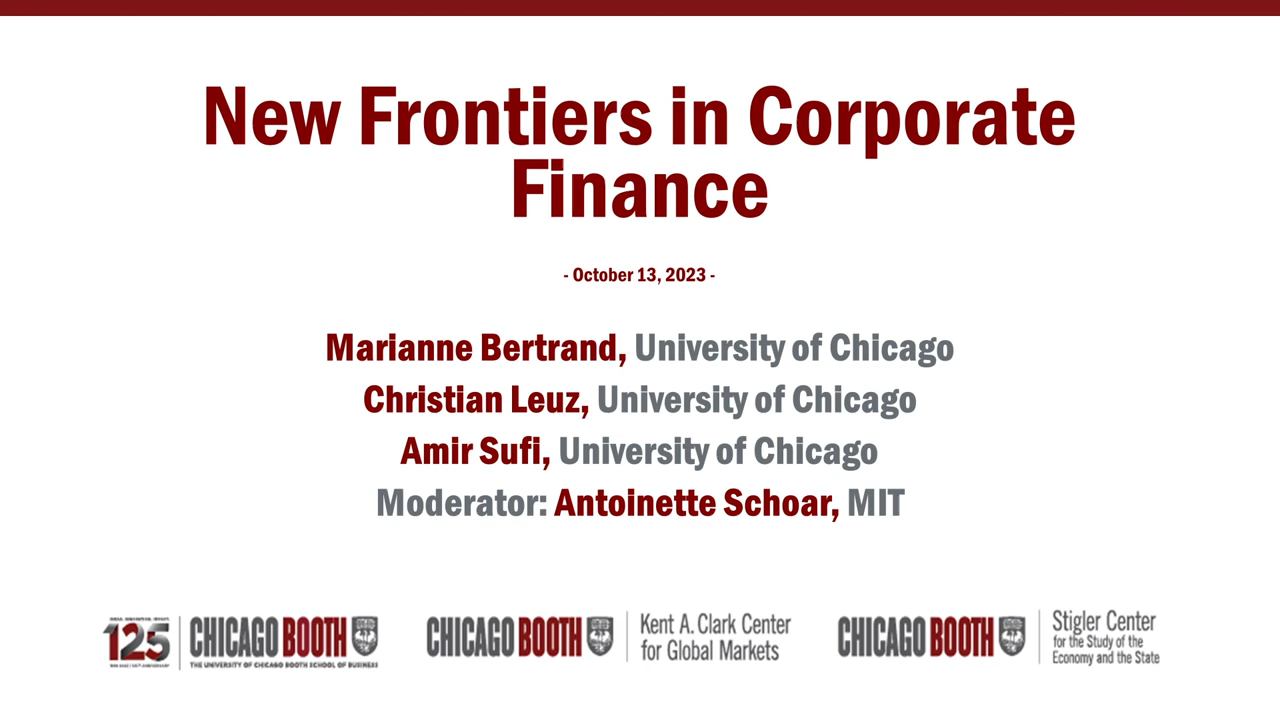 New Frontiers in Corporate
Finance
- October 13, 2023 -
Marianne Bertrand, University of Chicago
Christian Leuz, University of Chicago
Amir Sufi, University of Chicago
Moderator: Antoinette Schoar, MIT
125
CHICAGO BOOTH
THE UNIVERSITY OF CHICAGO BOOTH SCHOOL OF BUSINESS
CHICAGO BOOTH
Kent A. Clark Center
for Global Markets
CHICAGO BOOTH
Stigler Center
for the Study of the
Economy and the State